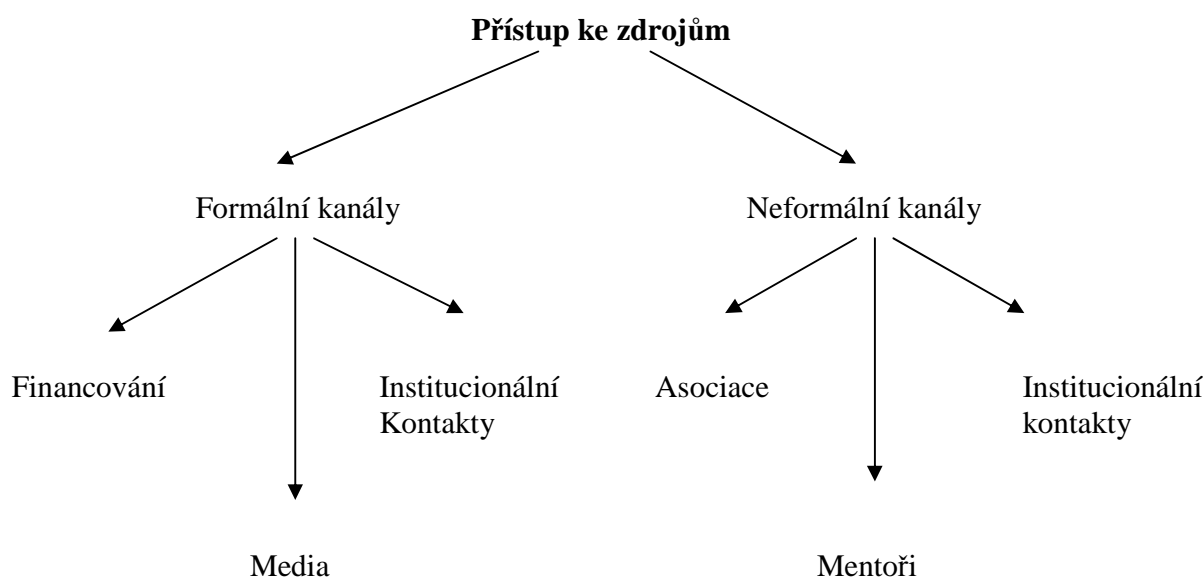 Přístup ke zdrojům
Formální kanály
Neformální kanály
Financování
Institucionální
Kontakty
Asociace
Institucionální
kontakty
Media
Mentoři